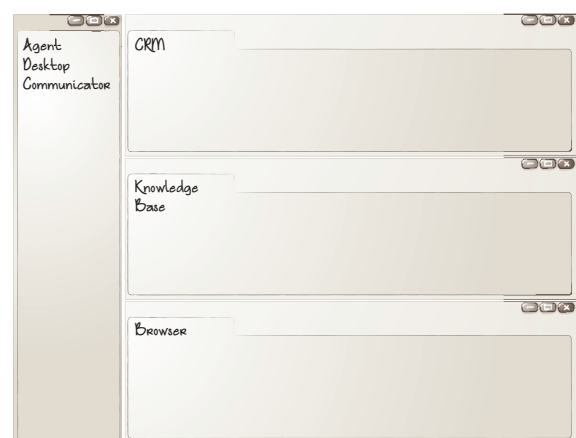 Agent
Desktop
Communicator
CRM
Knowledge
Base
Browser